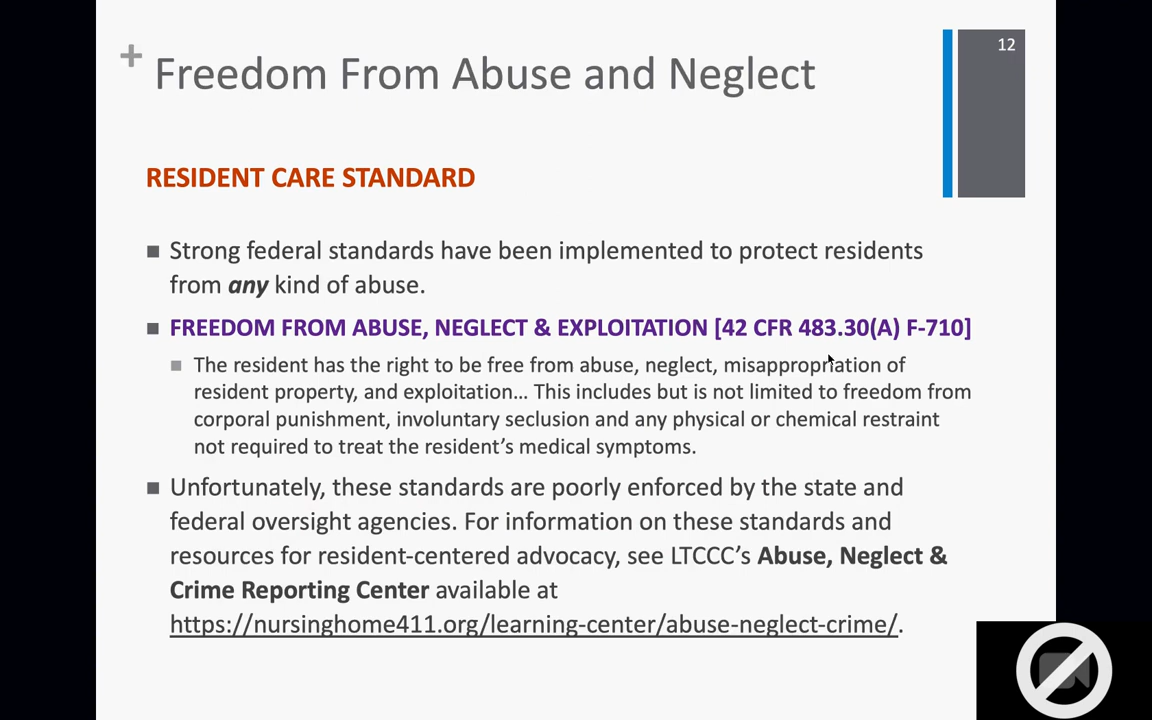 12
+ Freedom From Abuse and Neglect
RESIDENT CARE STANDARD
■ Strong federal standards have been implemented to protect residents
from any kind of abuse.
■ FREEDOM FROM ABUSE, NEGLECT & EXPLOITATION [42 CFR 483.30(A) F-710]
■ The resident has the right to be free from abuse, neglect, misappropriation of
resident property, and exploitation… This includes but is not limited to freedom from
corporal punishment, involuntary seclusion and any physical or chemical restraint
not required to treat the resident’s medical symptoms.
■ Unfortunately, these standards are poorly enforced by the state and
federal oversight agencies. For information on these standards and
resources for resident-centered advocacy, see LTCCC’s Abuse, Neglect &
Crime Reporting Center available at
https://nursinghome411.org/learning-center/abuse-neglect-crime/.